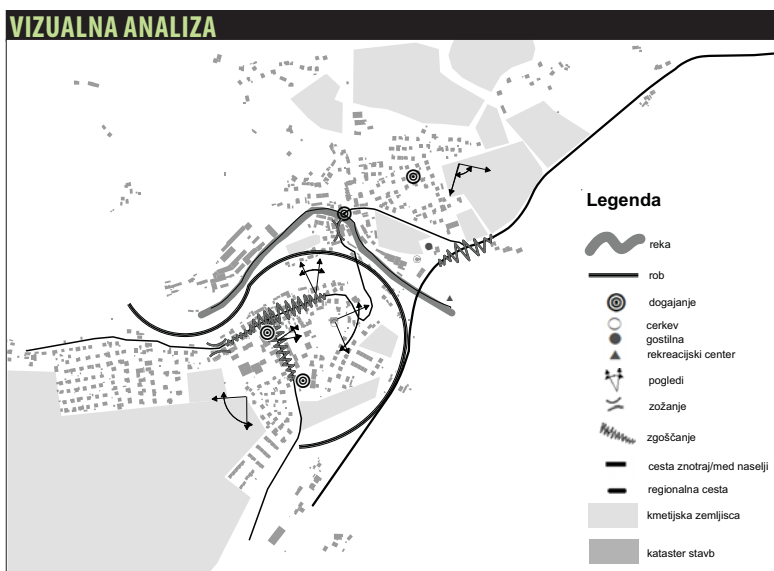 VIZUALNA ANALIZA
Legenda
reka
rob
dogajanje
cerkev
gostilna
rekreacijski center
pogledi
zožanje
zgoščanje
cesta znotraj/med naselji
regionalna cesta
kmetijska zemljisca
kataster stavb